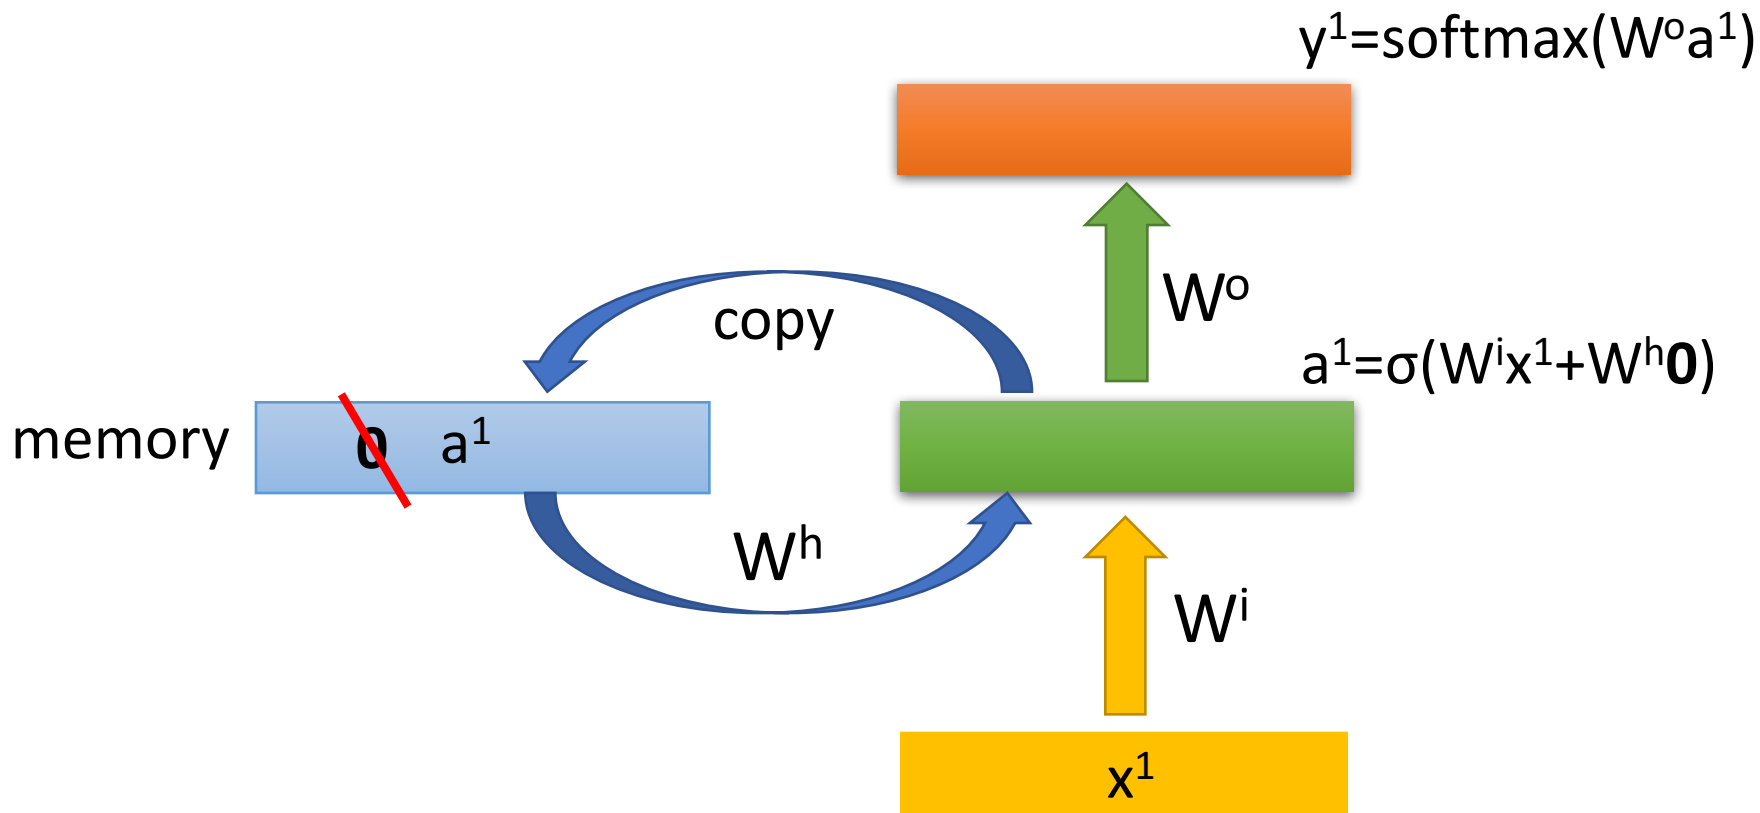 y¹=softmax(Wᵒa¹)
Wᵒ
copy
a¹=σ(Wⁱx¹+Wʰ0)
memory
0 a¹
Wʰ
Wⁱ
x¹